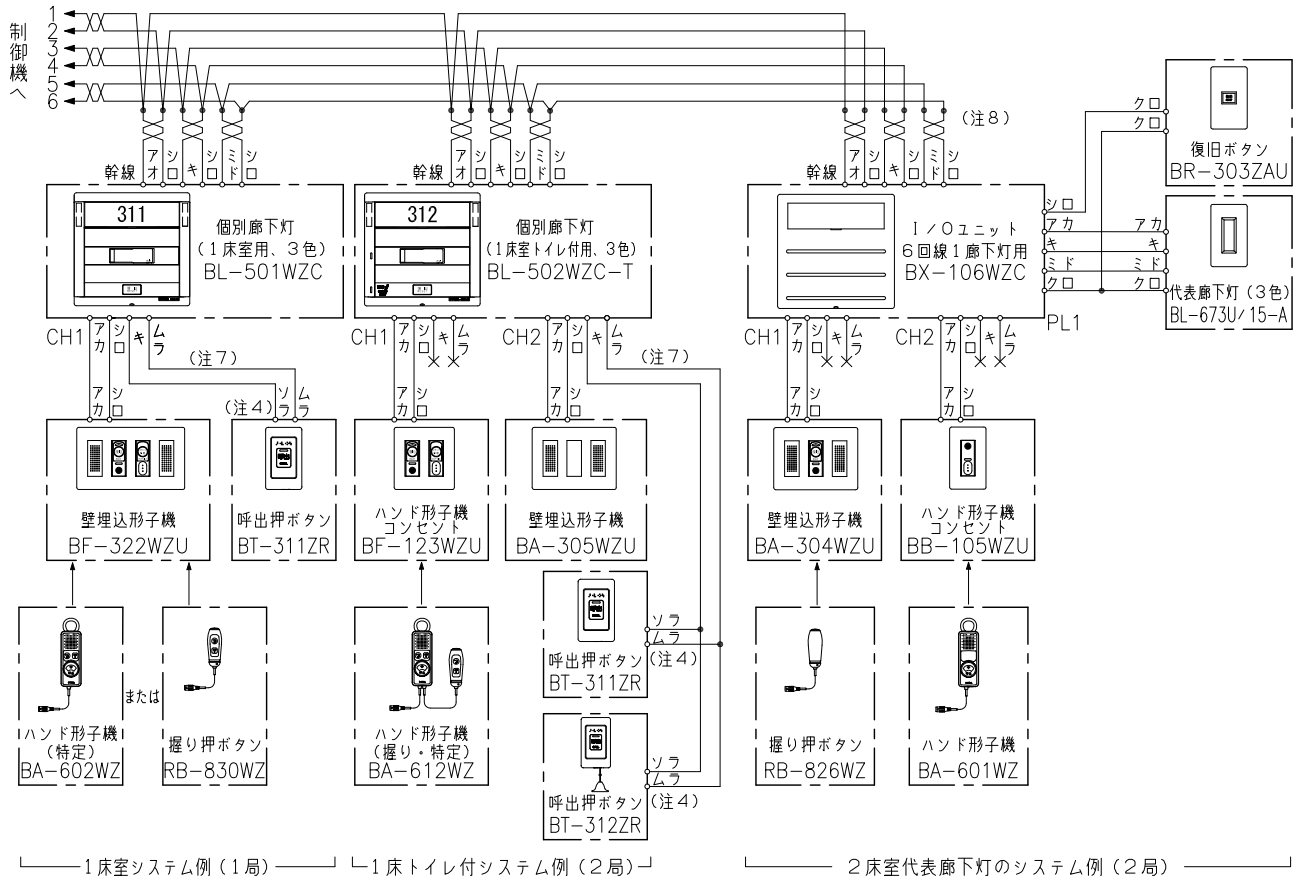 制御機へ
1
2
3
4
5
6
(注8)
幹線
アオ
シロ
キ
シロ
ミド
シロ
幹線
アオ
シロ
キ
シロ
ミド
シロ
幹線
アオ
シロ
キ
シロ
ミド
シロ
クロ
クロ
復旧ボタン
BR-303ZAU
311
個別廊下灯
(1床室用、3色)
BL-501WZC
312
個別廊下灯
(1床室トイレ付用、3色)
BL-502WZC-T
I/Oユニット
6回線1廊下灯用
BX-106WZC
シロ
アカ
キ
ミド
クロ
PL1
アカ
キ
ミド
クロ
代表廊下灯(3色)
BL-673U/15-A
CH1
アカ
シロ
キ
ムラ
(注7)
アカ
シロ
(注4)
ソラ
ムラ
CH1
アカ
シロ
キ
ムラ
アカ
シロ
CH2
アカ
シロ
キ
ムラ
(注7)
アカ
シロ
CH1
アカ
シロ
キ
ムラ
アカ
シロ
CH2
アカ
シロ
キ
ムラ
アカ
シロ
壁埋込形子機
BF-322WZU
呼出押ボタン
BT-311ZR
ハンド形子機
コンセント
BF-123WZU
壁埋込形子機
BA-305WZU
壁埋込形子機
BA-304WZU
ハンド形子機
コンセント
BB-105WZU
ハンド形子機
(特定)
BA-602WZ
または
握り押ボタン
RB-830WZ
ハンド形子機
(握り・特定)
BA-612WZ
ソラ
ムラ
呼出押ボタン
(注4)
BT-311ZR
ソラ
ムラ
呼出押ボタン
(注4)
BT-312ZR
握り押ボタン
RB-826WZ
ハンド形子機
BA-601WZ
1床室システム例(1局)
1床トイレ付システム例(2局)
2床室代表廊下灯のシステム例(2局)